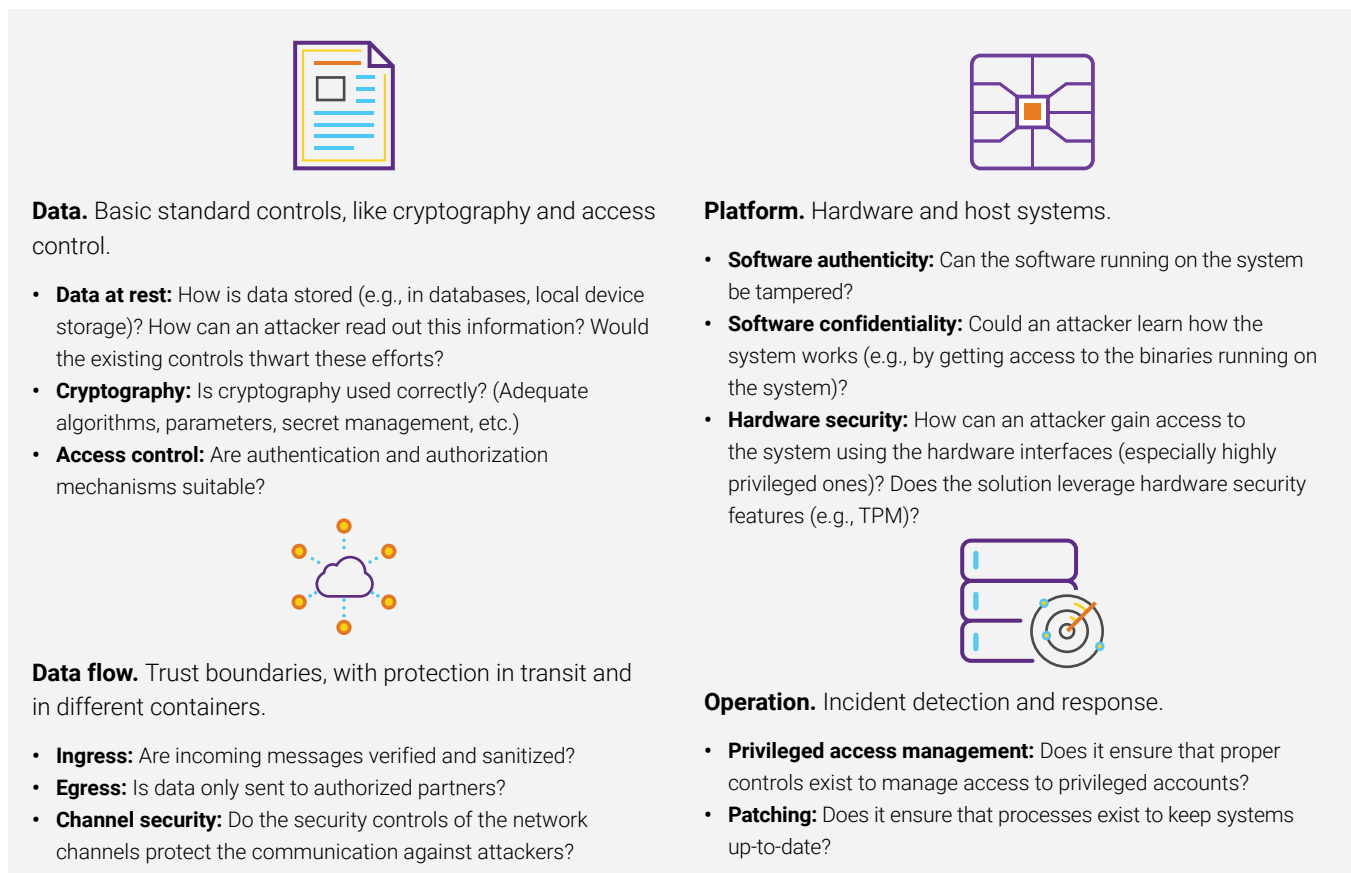 Data. Basic standard controls, like cryptography and access
control.
• Data at rest: How is data stored (e.g., in databases, local device
storage)? How can an attacker read out this information? Would
the existing controls thwart these efforts?
• Cryptography: Is cryptography used correctly? (Adequate
algorithms, parameters, secret management, etc.)
• Access control: Are authentication and authorization
mechanisms suitable?
Data flow. Trust boundaries, with protection in transit and
in different containers.
• Ingress: Are incoming messages verified and sanitized?
• Egress: Is data only sent to authorized partners?
• Channel security: Do the security controls of the network
channels protect the communication against attackers?
Platform. Hardware and host systems.
• Software authenticity: Can the software running on the system
be tampered?
• Software confidentiality: Could an attacker learn how the
system works (e.g., by getting access to the binaries running on
the system)?
• Hardware security: How can an attacker gain access to
the system using the hardware interfaces (especially highly
privileged ones)? Does the solution leverage hardware security
features (e.g., TPM)?
Operation. Incident detection and response.
• Privileged access management: Does it ensure that proper
controls exist to manage access to privileged accounts?
• Patching: Does it ensure that processes exist to keep systems
up-to-date?